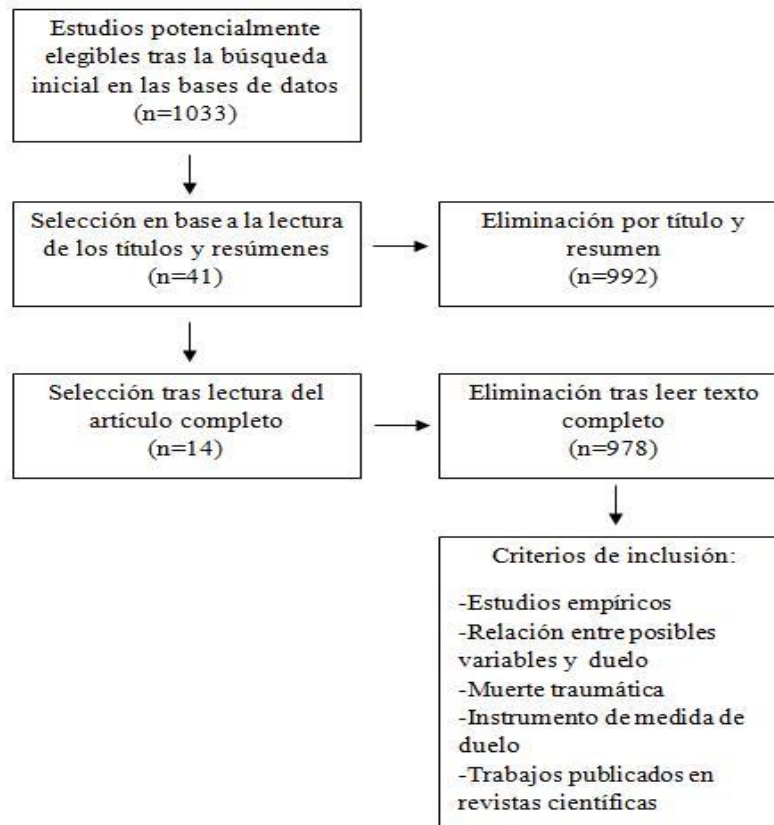 Estudios potencialmente
elegibles tras la búsqueda
inicial en las bases de datos
(n=1033)
Selección en base a la lectura
de los títulos y resúmenes
(n=41)
Eliminación por título y
resumen
(n=992)
Selección tras lectura del
artículo completo
(n=14)
Eliminación tras leer texto
completo
(n=978)
Criterios de inclusión:
-Estudios empíricos
-Relación entre posibles
variables y duelo
-Muerte traumática
-Instrumento de medida de
duelo
-Trabajos publicados en
revistas científicas